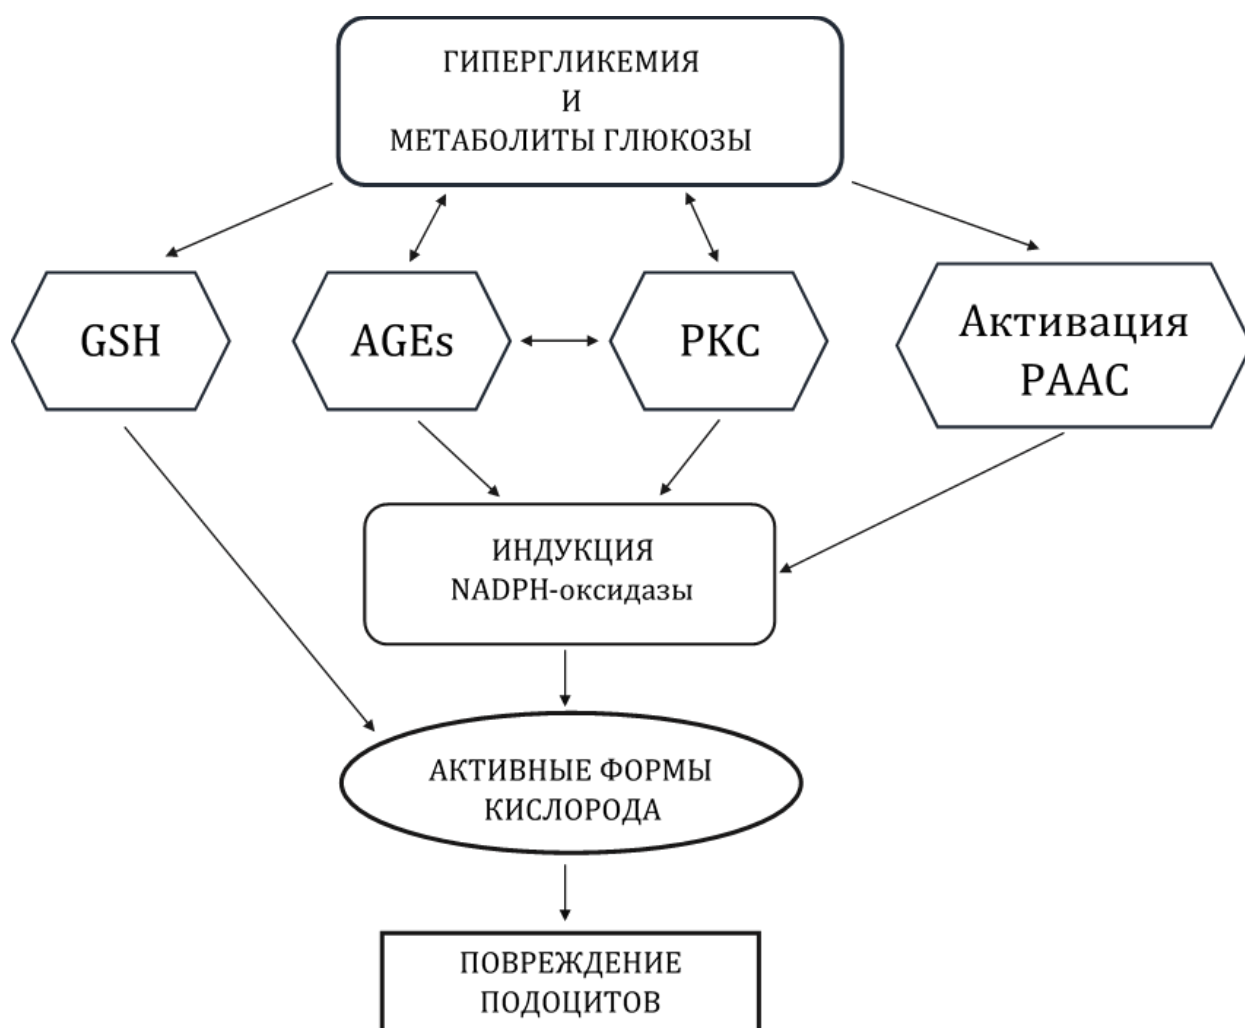 ГИПЕРГЛИКЕМИЯ
И
МЕТАБОЛИТЫ ГЛЮКОЗЫ
GSH
AGEs
PKC
Активация
РААС
ИНДУКЦИЯ
NADPH-оксидазы
АКТИВНЫЕ ФОРМЫ
КИСЛОРОДА
ПОВРЕЖДЕНИЕ
ПОДОЦИТОВ